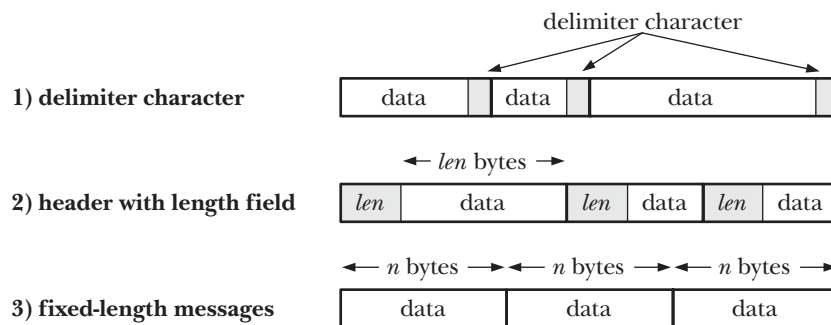 delimiter character
1) delimiter character
data data data
len bytes
2) header with length field
len data len data len data
n bytes n bytes n bytes
3) fixed-length messages
data data data